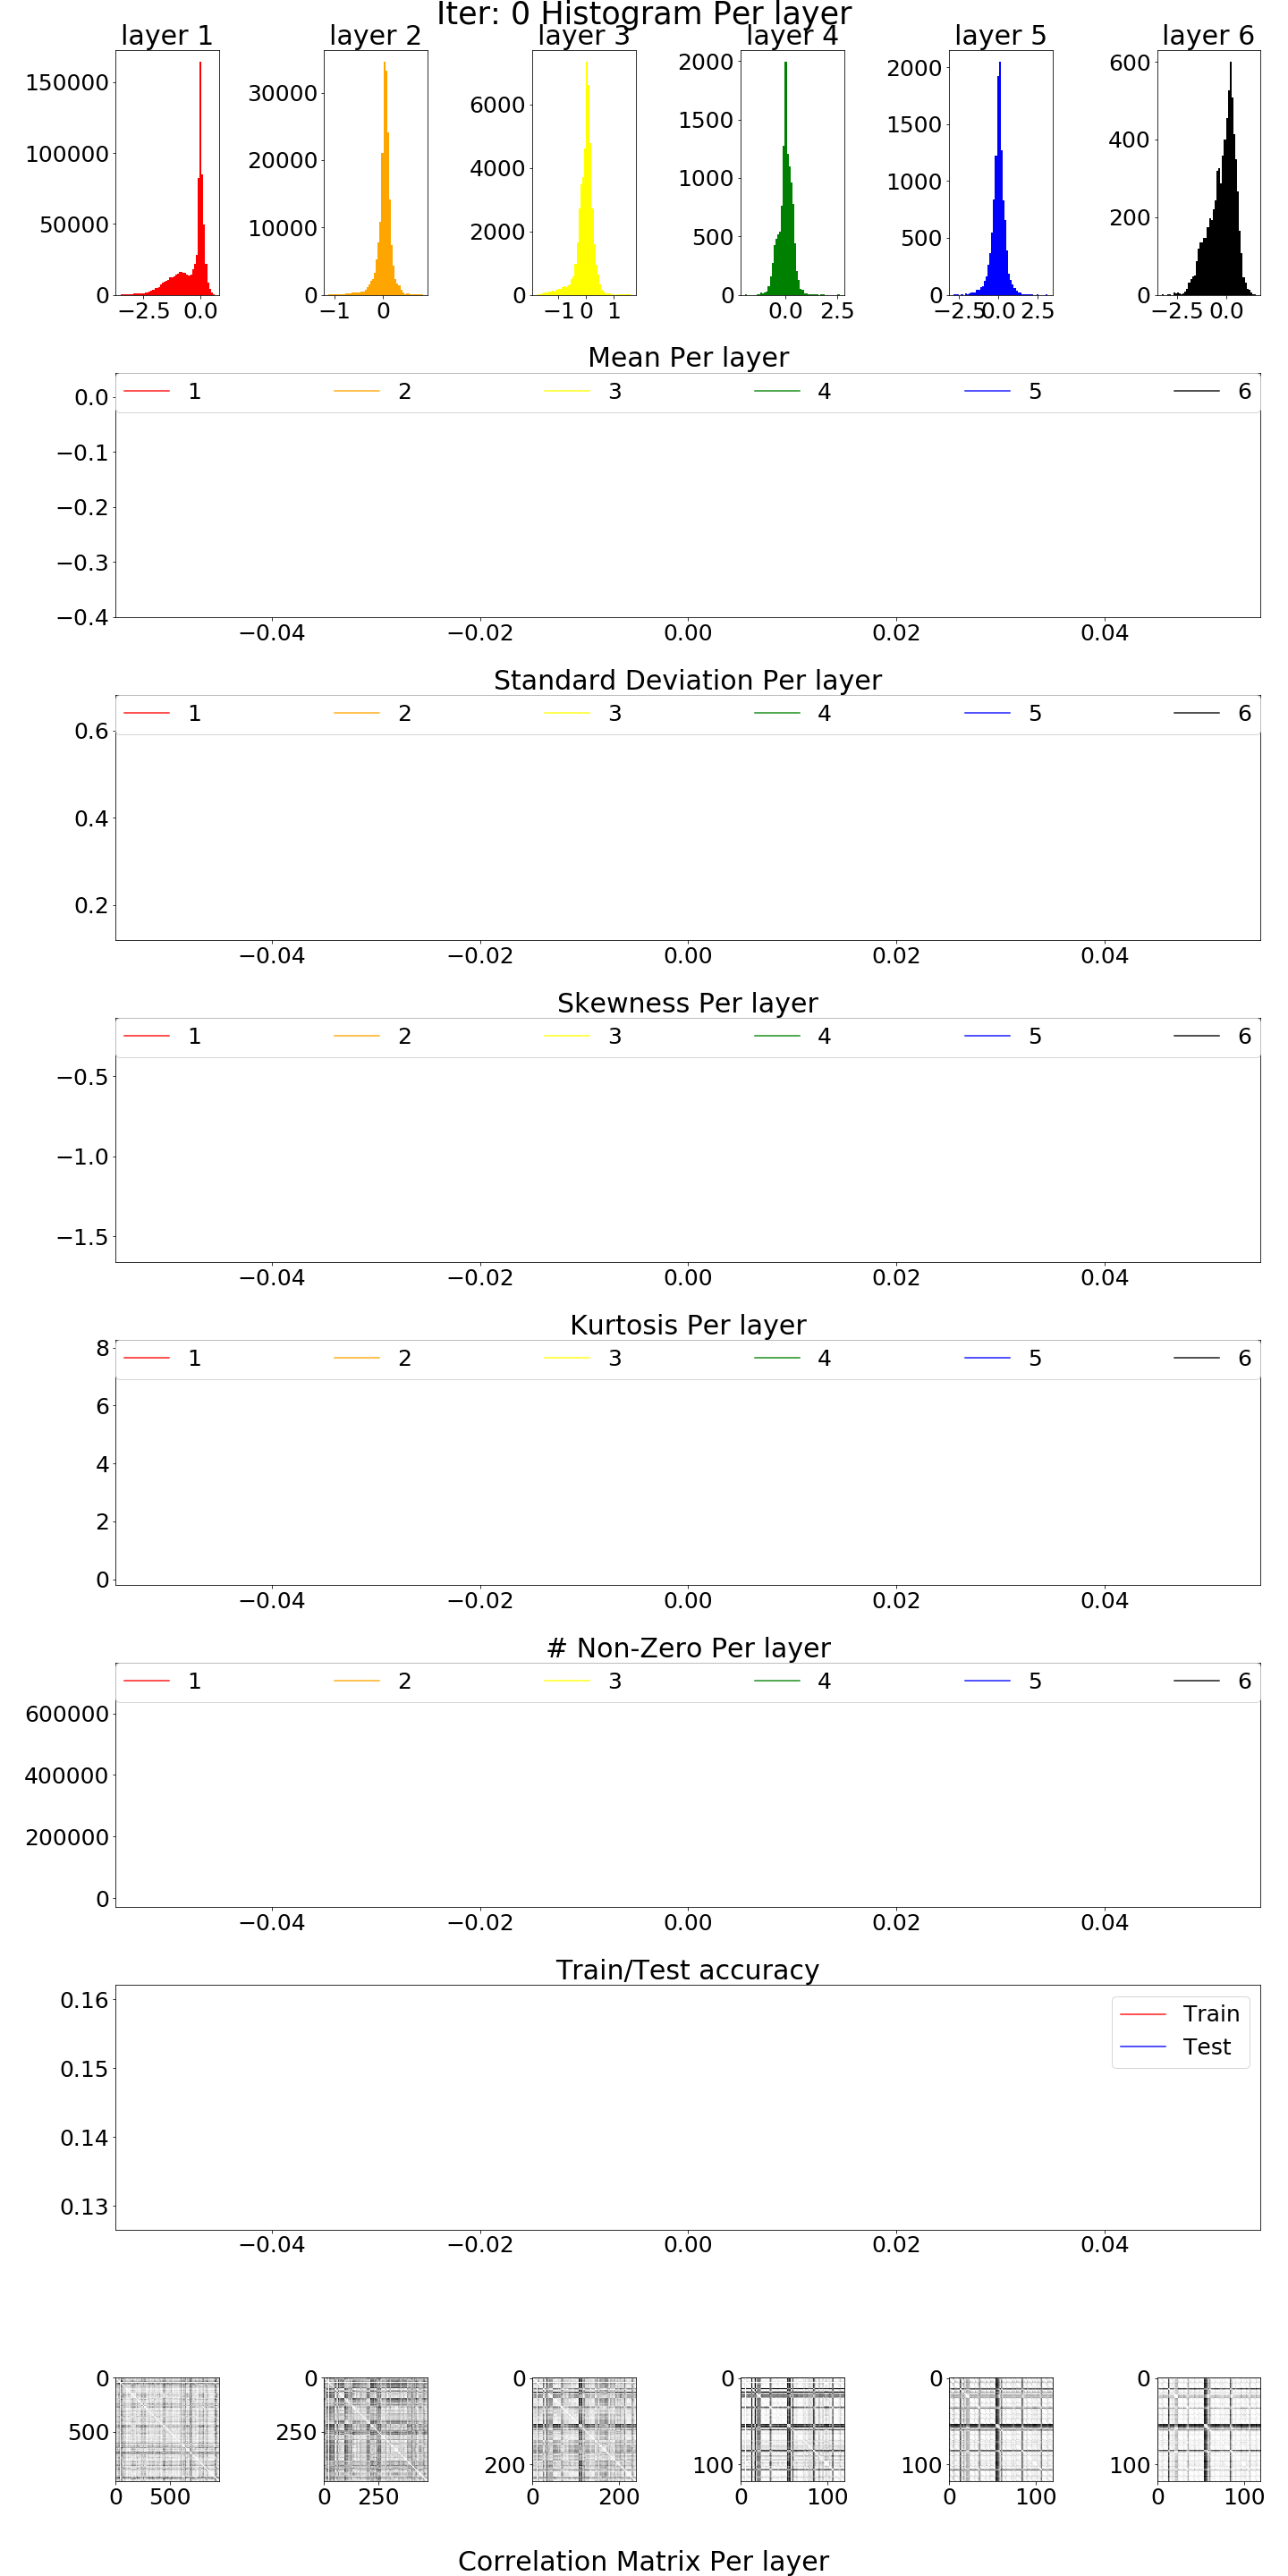 Iter: 0 Histogram Per layer
layer 1 layer 2 layer 3 layer 4 layer 5 layer 6
150000 100000 50000 0
−2.5 0.0
30000 20000 10000 0
−1 0
6000 4000 2000 0
−1 0 1
2000 1500 1000 500 0
0.0 2.5
2000 1500 1000 500 0
−2.5 0.0 2.5
600 400 200 0
−2.5 0.0
Mean Per layer
1 2 3 4 5 6
0.0
−0.1
−0.2
−0.3
−0.4
−0.04 −0.02 0.00 0.02 0.04
Standard Deviation Per layer
1 2 3 4 5 6
0.6
0.4
0.2
−0.04 −0.02 0.00 0.02 0.04
Skewness Per layer
1 2 3 4 5 6
−0.5
−1.0
−1.5
−0.04 −0.02 0.00 0.02 0.04
Kurtosis Per layer
8
1 2 3 4 5 6
6
4
2
0
−0.04 −0.02 0.00 0.02 0.04
# Non-Zero Per layer
1 2 3 4 5 6
600000
400000
200000
0
−0.04 −0.02 0.00 0.02 0.04
Train/Test accuracy
0.16
0.15
0.14
0.13
Train
Test
−0.04 −0.02 0.00 0.02 0.04
0 500
0 500
0 250
0 250
0 200
0 200
0 100
0 100
0 100
0 100
0 100
0 100
Correlation Matrix Per layer